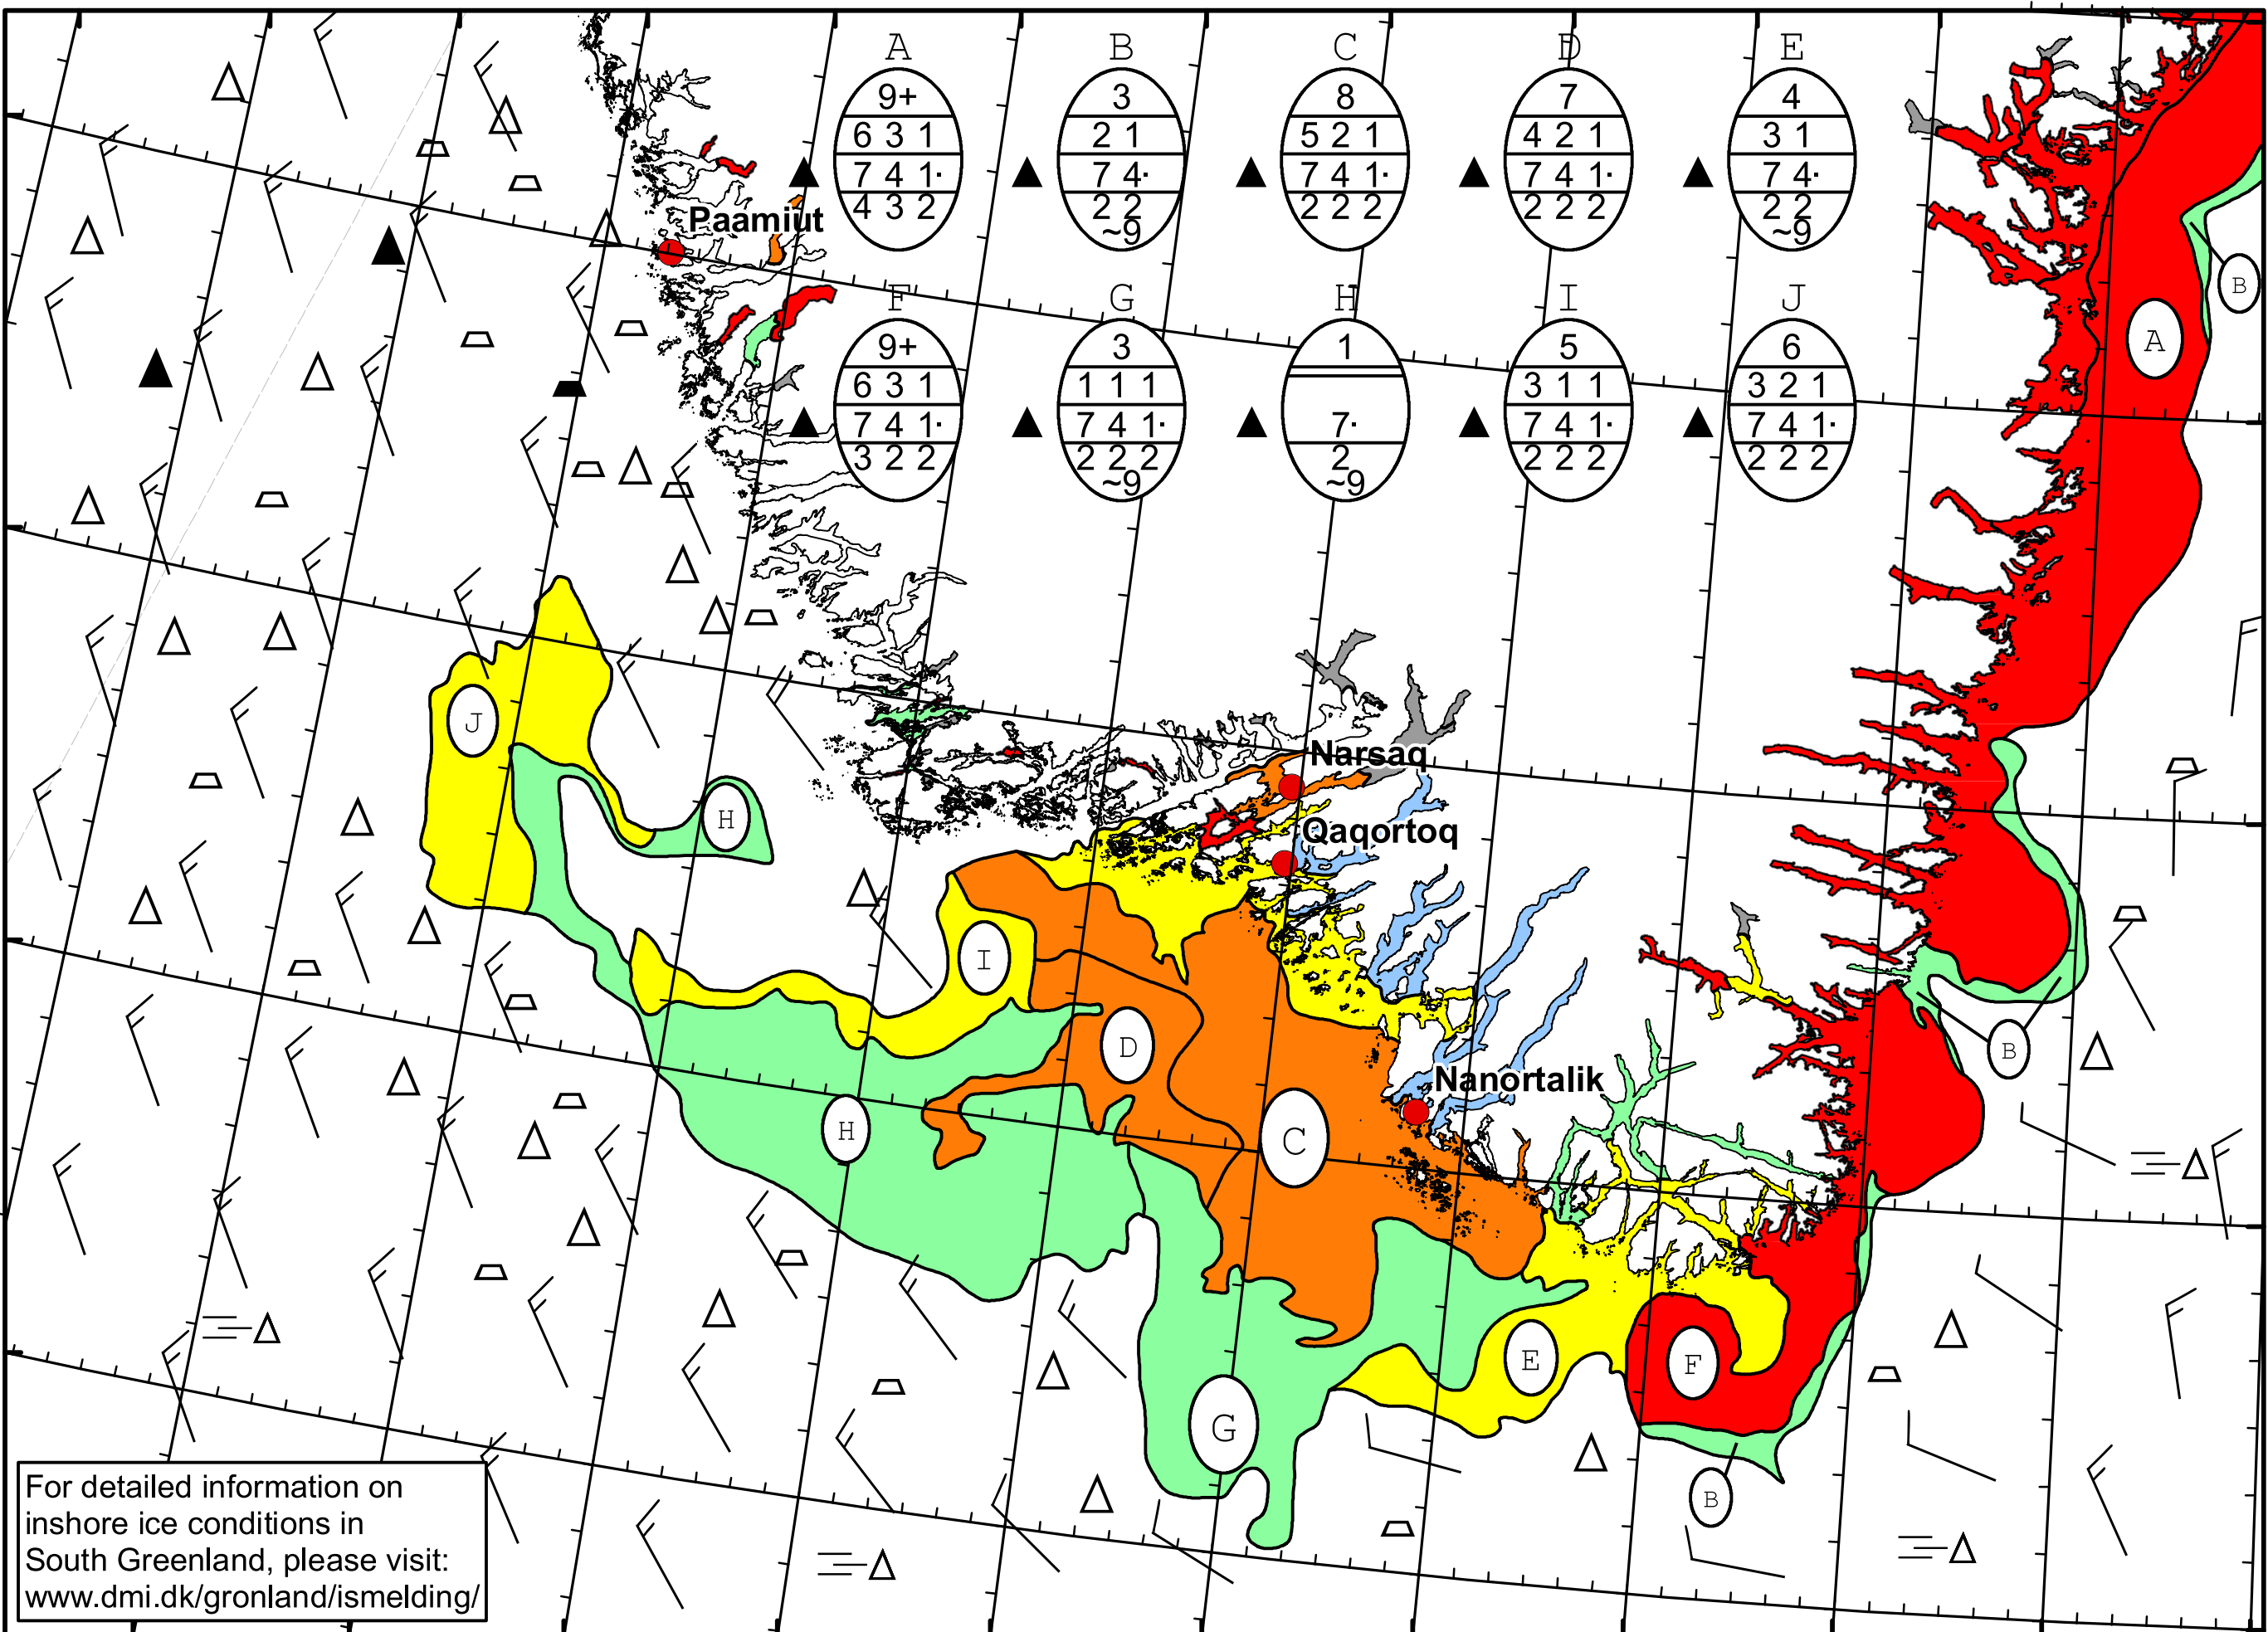 A B C D E
9+ 3 8 7 4
6 3 1 2 1 5 2 1 4 2 1 3 1
7 4 1· 7 4· 7 4 1· 7 4 1· 7 4·
4 3 2 2 2 2 2 2 2 2 2 2 2
~9 ~9
Paamiut
B
A
F G H I J
9+ 3 1 5 6
6 3 1 1 1 1 3 1 1 3 2 1
7 4 1· 7 4 1· 7· 7 4 1· 7 4 1·
3 2 2 2 2 2 2 2 2 2 2 2 2
~9 ~9
J
Narsaq
H
Qaqortoq
I
D
B
Nanortalik
H
C
E
F
G
B
For detailed information on
inshore ice conditions in
South Greenland, please visit:
www.dmi.dk/gronland/ismelding/